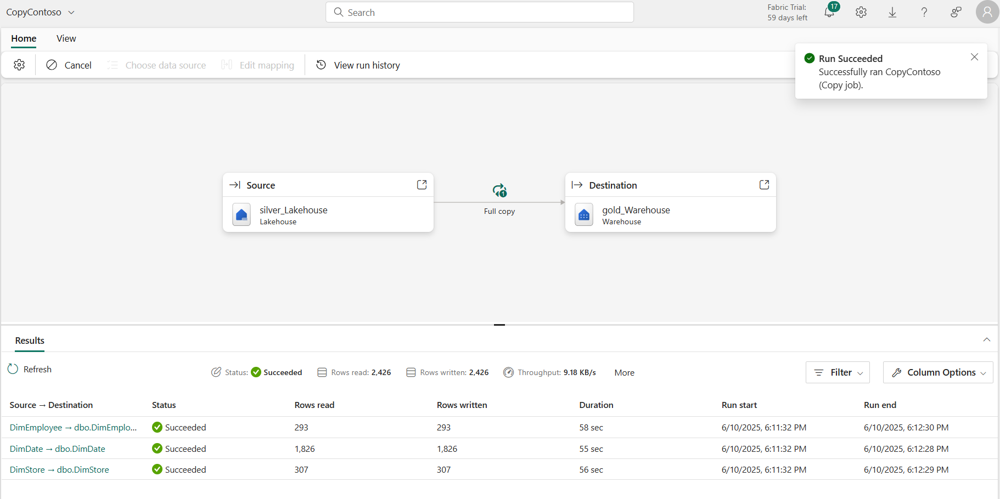 CopyContoso
Search
Fabric Trial:
59 days left
17
Home
View
Cancel
Choose data source
Edit mapping
View run history
Run Succeeded
Successfully ran CopyContoso
(Copy job).
Source
silver_Lakehouse
Lakehouse
1
Full copy
Destination
gold_Warehouse
Warehouse
Results
Refresh
Status: Succeeded
Rows read: 2,426
Rows written: 2,426
Throughput: 9.18 KB/s
More
Filter
Column Options
Source → Destination Status Rows read Rows written Duration Run start Run end
DimEmployee → dbo.DimEmplo... Succeeded 293 293 58 sec 6/10/2025, 6:11:32 PM 6/10/2025, 6:12:30 PM
DimDate → dbo.DimDate Succeeded 1,826 1,826 55 sec 6/10/2025, 6:11:32 PM 6/10/2025, 6:12:28 PM
DimStore → dbo.DimStore Succeeded 307 307 56 sec 6/10/2025, 6:11:32 PM 6/10/2025, 6:12:29 PM